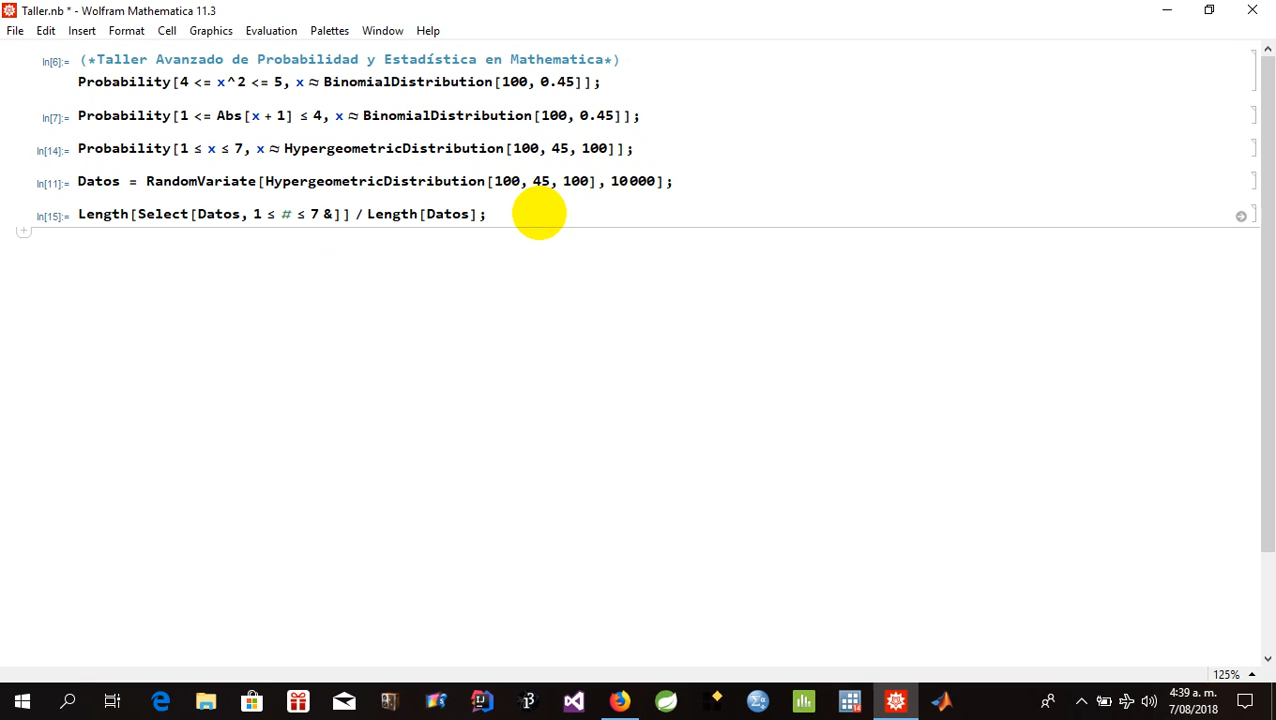 Taller.nb * - Wolfram Mathematica 11.3
File Edit Insert Format Cell Graphics Evaluation Palettes Window Help
In[6]:= (*Taller Avanzado de Probabilidad y Estadística en Mathematica*)
Probability[4 <= x^2 <= 5, x ≈ BinomialDistribution[100, 0.45]];
In[7]:= Probability[1 <= Abs[x + 1] ≤ 4, x ≈ BinomialDistribution[100, 0.45]];
In[14]:= Probability[1 ≤ x ≤ 7, x ≈ HypergeometricDistribution[100, 45, 100]];
In[11]:= Datos = RandomVariate[HypergeometricDistribution[100, 45, 100], 10000];
In[15]:= Length[Select[Datos, 1 ≤ # ≤ 7 &]] / Length[Datos];
125%
4:39 a. m.
7/08/2018